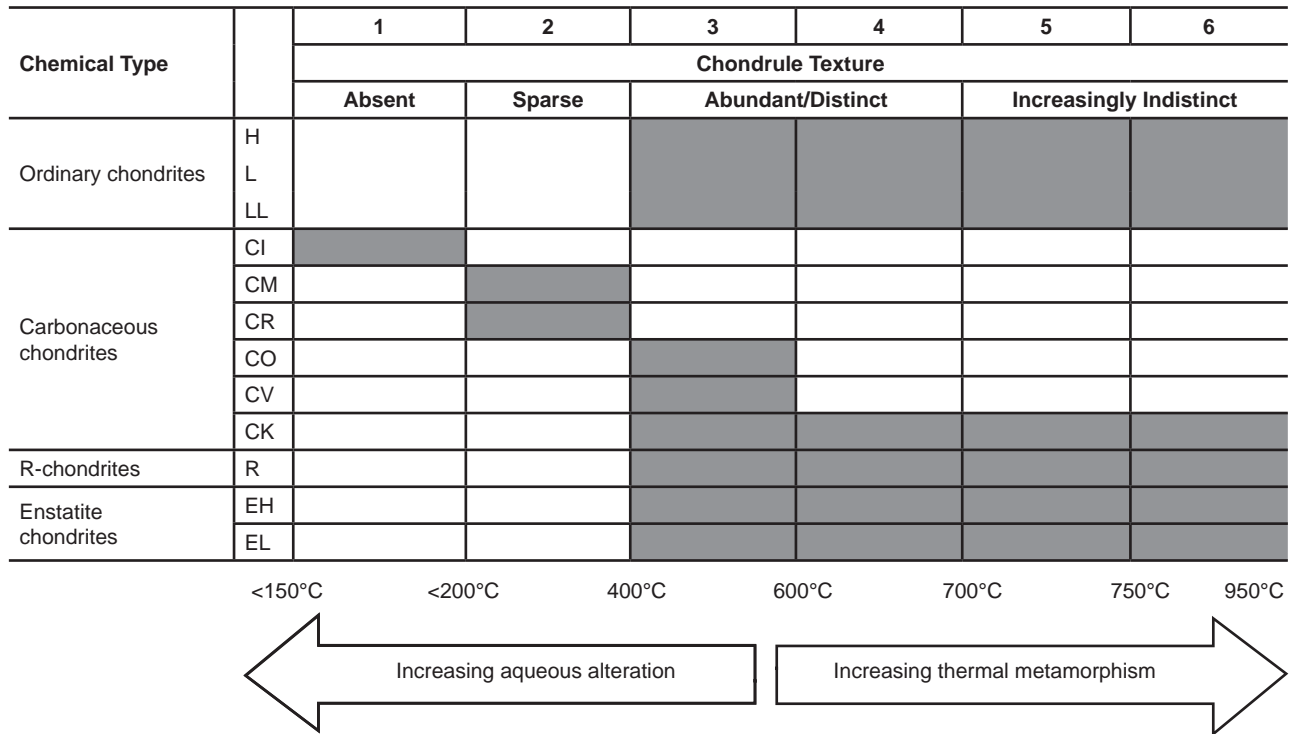 1 2 3 4 5 6
Chemical Type
Chondrule Texture
Absent Sparse Abundant/Distinct Increasingly Indistinct
H
Ordinary chondrites L
LL
CI
CM
Carbonaceous
chondrites
CR
CO
CV
CK
R-chondrites R
Enstatite
chondrites
EH
EL
<150°C <200°C 400°C 600°C 700°C 750°C 950°C
Increasing aqueous alteration Increasing thermal metamorphism